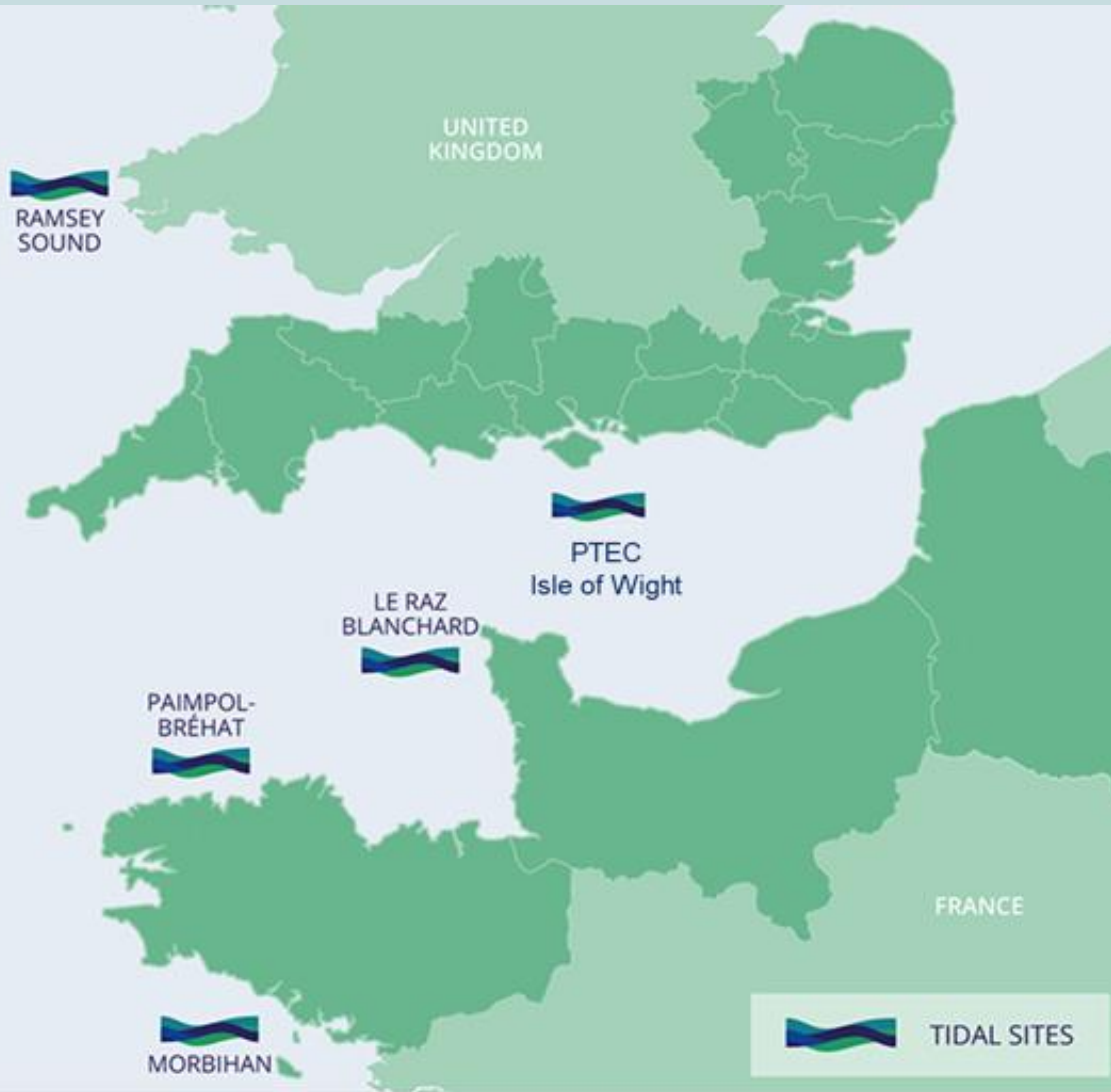 UNITED
KINGDOM
RAMSEY
SOUND
PTEC
Isle of Wight
LE RAZ
BLANCHARD
PAIMPOL-
BRÉHAT
FRANCE
TIDAL SITES
MORBIHAN